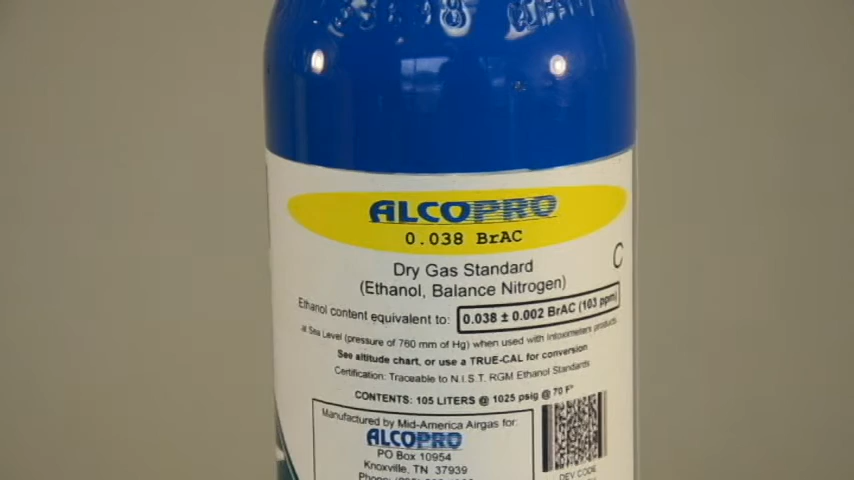 ALCOPRO
0.038 BrAC
C
Dry Gas Standard
(Ethanol, Balance Nitrogen)
Ethanol content equivalent to: 0.038 ± 0.002 BrAC (103 ppm)
at Sea Level (pressure of 760 mm of Hg) when used with Intoximeters products.
See altitude chart, or use a TRUE-CAL for conversion
Certification: Traceable to N.I.S.T. RGM Ethanol Standards
CONTENTS: 105 LITERS @ 1025 psig @ 70 F°
Manufactured by Mid-America Airgas for:
ALCOPRO
PO Box 10954
Knoxville, TN 37939
DEV CODE